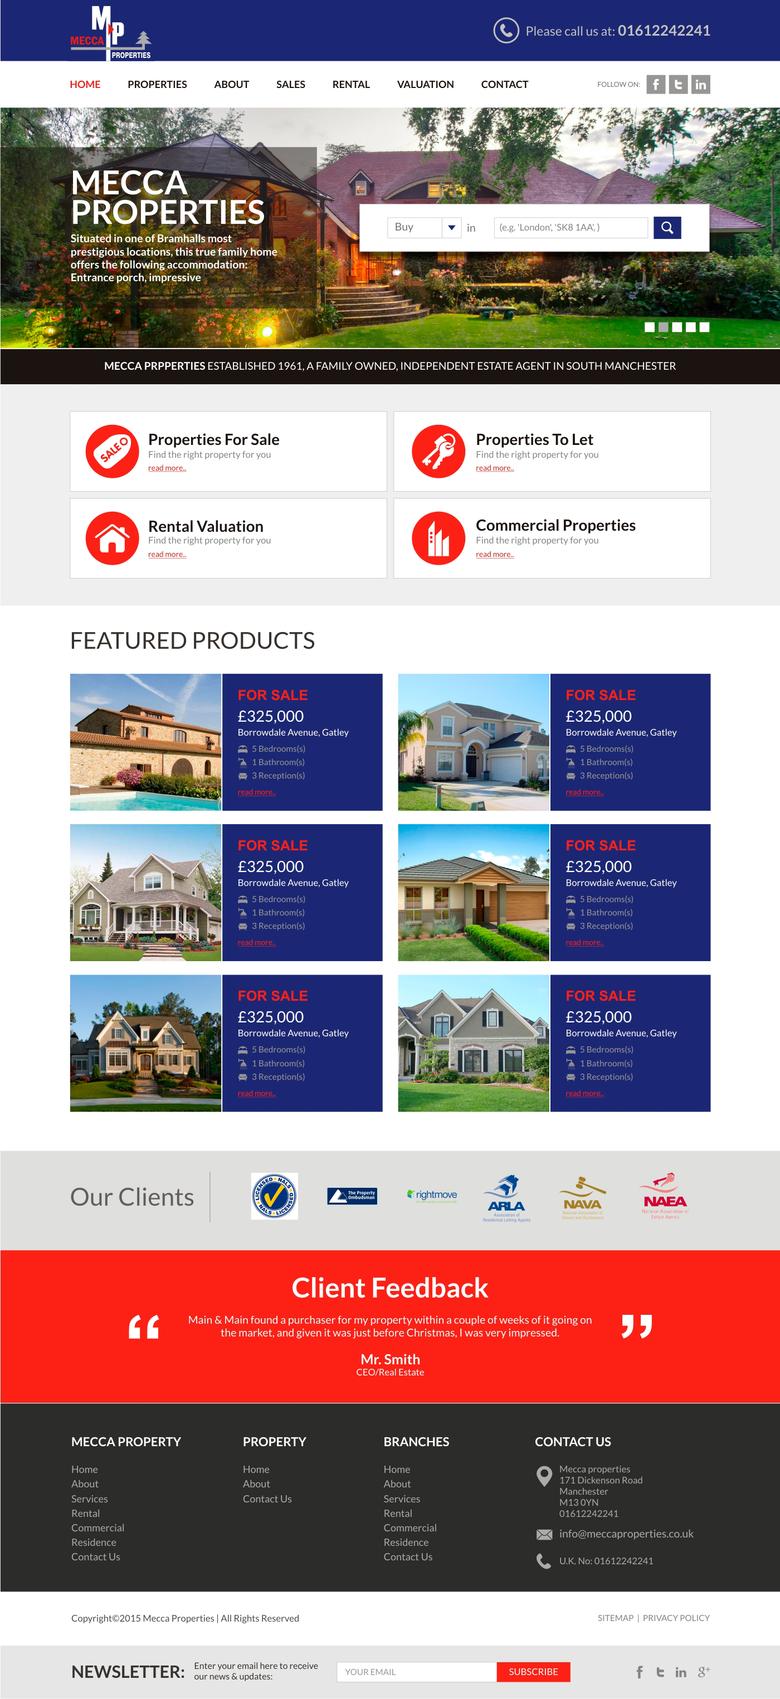 MP
MECCA
PROPERTIES
Please call us at: 01612242241
HOME PROPERTIES ABOUT SALES RENTAL VALUATION CONTACT
FOLLOW ON:
MECCA
PROPERTIES
Situated in one of Bramhalls most
prestigious locations, this true family home
offers the following accommodation:
Entrance porch, impressive
Buy in (e.g. 'London', 'SK8 1AA', )
MECCA PRPPERTIES ESTABLISHED 1961, A FAMILY OWNED, INDEPENDENT ESTATE AGENT IN SOUTH MANCHESTER
SALE
Properties For Sale
Find the right property for you
read more..
Properties To Let
Find the right property for you
read more..
Rental Valuation
Find the right property for you
read more..
Commercial Properties
Find the right property for you
read more..
FEATURED PRODUCTS
FOR SALE
£325,000
Borrowdale Avenue, Gatley
5 Bedrooms(s)
1 Bathroom(s)
3 Reception(s)
read more..
FOR SALE
£325,000
Borrowdale Avenue, Gatley
5 Bedrooms(s)
1 Bathroom(s)
3 Reception(s)
read more..
FOR SALE
£325,000
Borrowdale Avenue, Gatley
5 Bedrooms(s)
1 Bathroom(s)
3 Reception(s)
read more..
FOR SALE
£325,000
Borrowdale Avenue, Gatley
5 Bedrooms(s)
1 Bathroom(s)
3 Reception(s)
read more..
FOR SALE
£325,000
Borrowdale Avenue, Gatley
5 Bedrooms(s)
1 Bathroom(s)
3 Reception(s)
read more..
FOR SALE
£325,000
Borrowdale Avenue, Gatley
5 Bedrooms(s)
1 Bathroom(s)
3 Reception(s)
read more..
Our Clients
The Property
Ombudsman
rightmove
ARLA
Association of
Residential Letting Agents
NAVA
NAEA
National Association of
Estate Agents
Client Feedback
Main & Main found a purchaser for my property within a couple of weeks of it going on
the market, and given it was just before Christmas, I was very impressed.
Mr. Smith
CEO/Real Estate
MECCA PROPERTY
Home
About
Services
Rental
Commercial
Residence
Contact Us
PROPERTY
Home
About
Contact Us
BRANCHES
Home
About
Services
Rental
Commercial
Residence
Contact Us
CONTACT US
Mecca properties
171 Dickenson Road
Manchester
M13 0YN
01612242241
info@meccaproperties.co.uk
U.K. No: 01612242241
Copyright©2015 Mecca Properties | All Rights Reserved
SITEMAP | PRIVACY POLICY
NEWSLETTER:
Enter your email here to receive
our news & updates:
YOUR EMAIL
SUBSCRIBE